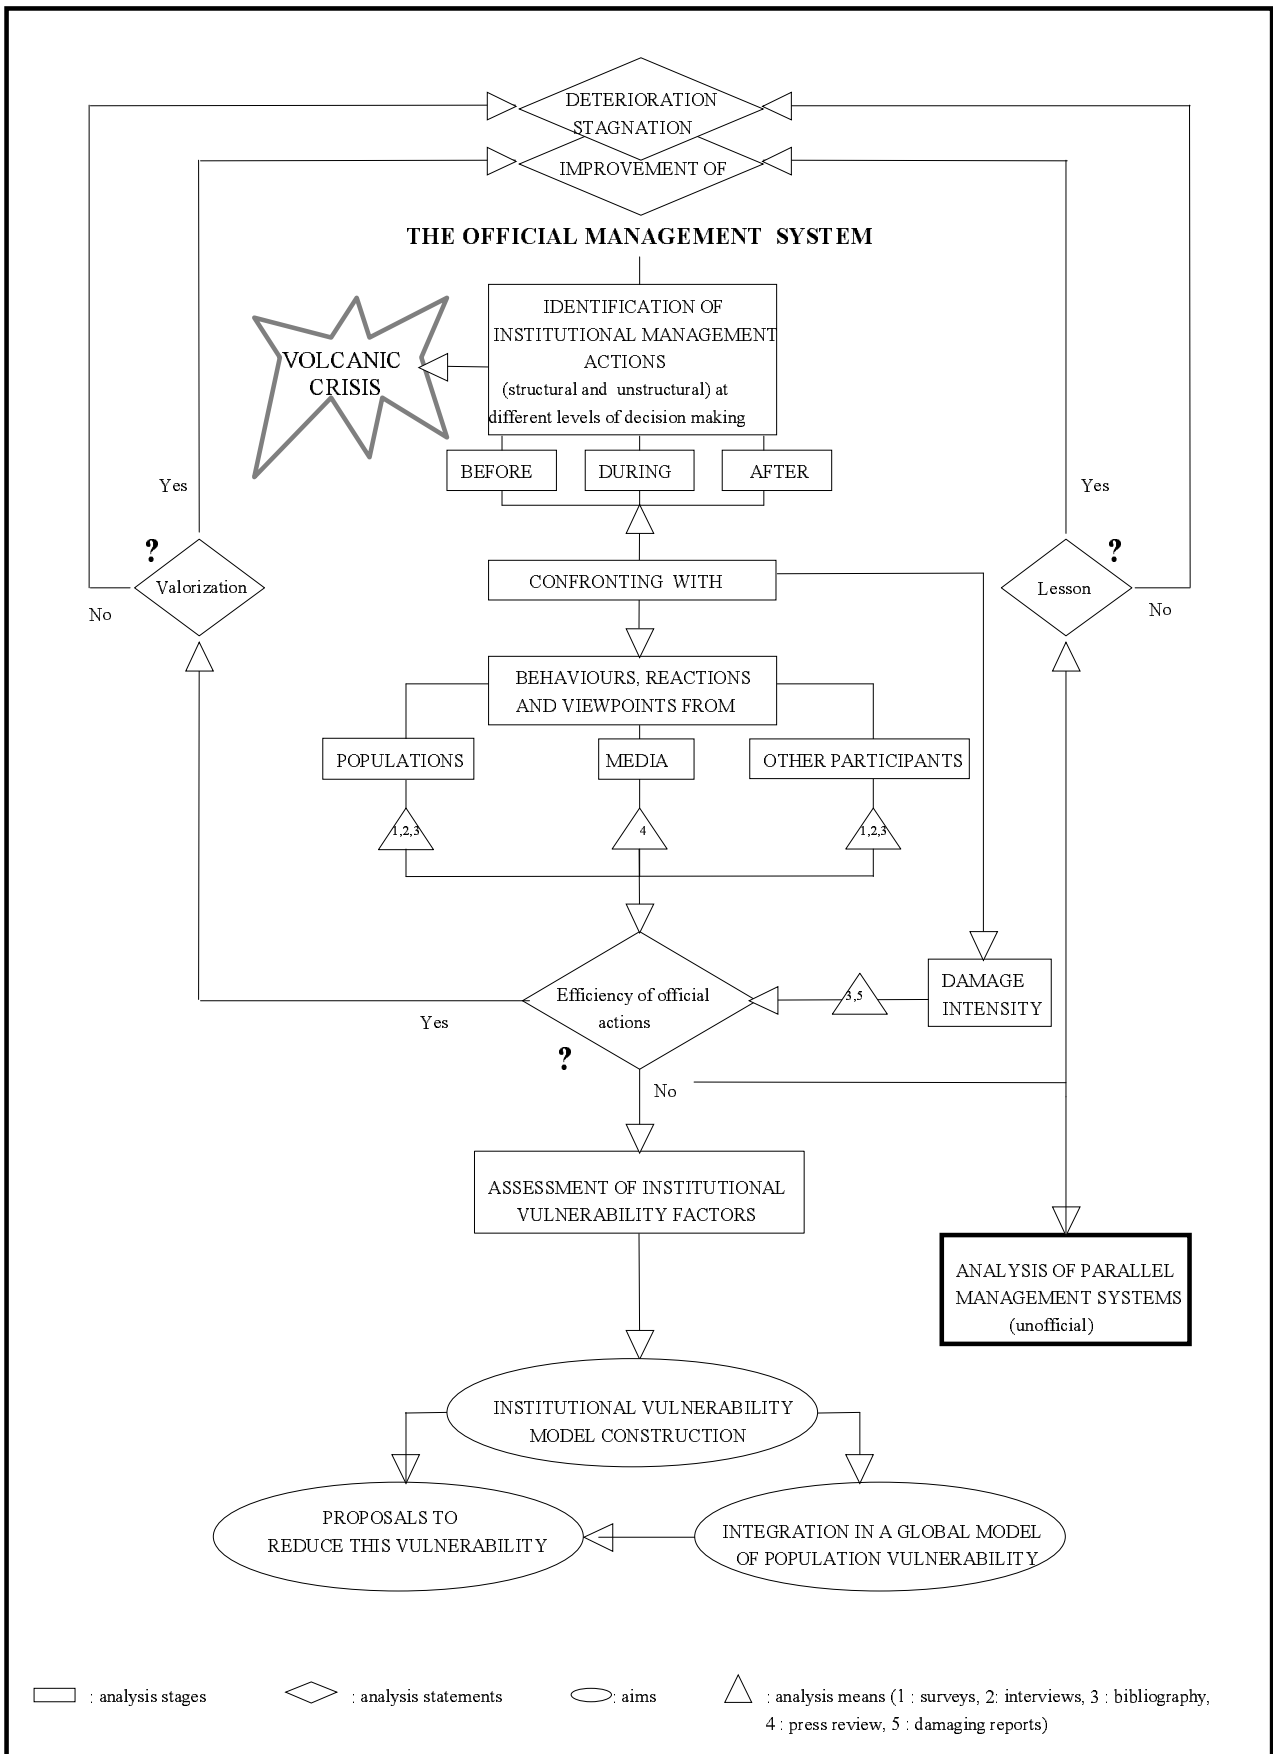 DETERIORATION
STAGNATION
IMPROVEMENT OF
THE OFFICIAL MANAGEMENT SYSTEM
IDENTIFICATION OF
INSTITUTIONAL MANAGEMENT
ACTIONS
(structural and unstructural) at
different levels of decision making
VOLCANIC
CRISIS
BEFORE
DURING
AFTER
Yes
Yes
?
?
CONFRONTING WITH
Valorization
Lesson
No
No
BEHAVIOURS, REACTIONS
AND VIEWPOINTS FROM
POPULATIONS
MEDIA
OTHER PARTICIPANTS
1,2,3
4
1,2,3
Efficiency of official
actions
3,5
DAMAGE
INTENSITY
Yes
?
No
ASSESSMENT OF INSTITUTIONAL
VULNERABILITY FACTORS
ANALYSIS OF PARALLEL
MANAGEMENT SYSTEMS
(unofficial)
INSTITUTIONAL VULNERABILITY
MODEL CONSTRUCTION
PROPOSALS TO
REDUCE THIS VULNERABILITY
INTEGRATION IN A GLOBAL MODEL
OF POPULATION VULNERABILITY
: analysis stages
: analysis statements
: aims
: analysis means (1 : surveys, 2: interviews, 3 : bibliography,
4 : press review, 5 : damaging reports)